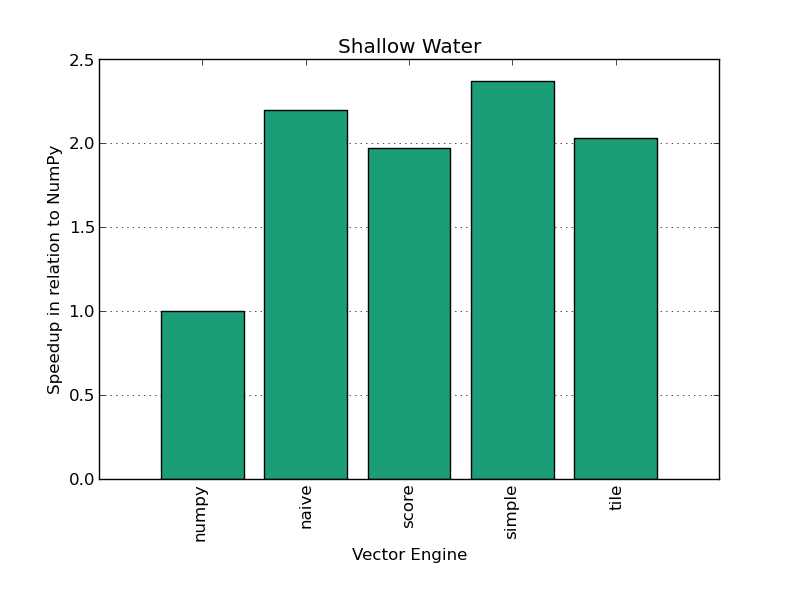 Shallow Water
Speedup in relation to NumPy
2.5
2.0
1.5
1.0
0.5
0.0
numpy
naive
score
simple
tile
Vector Engine